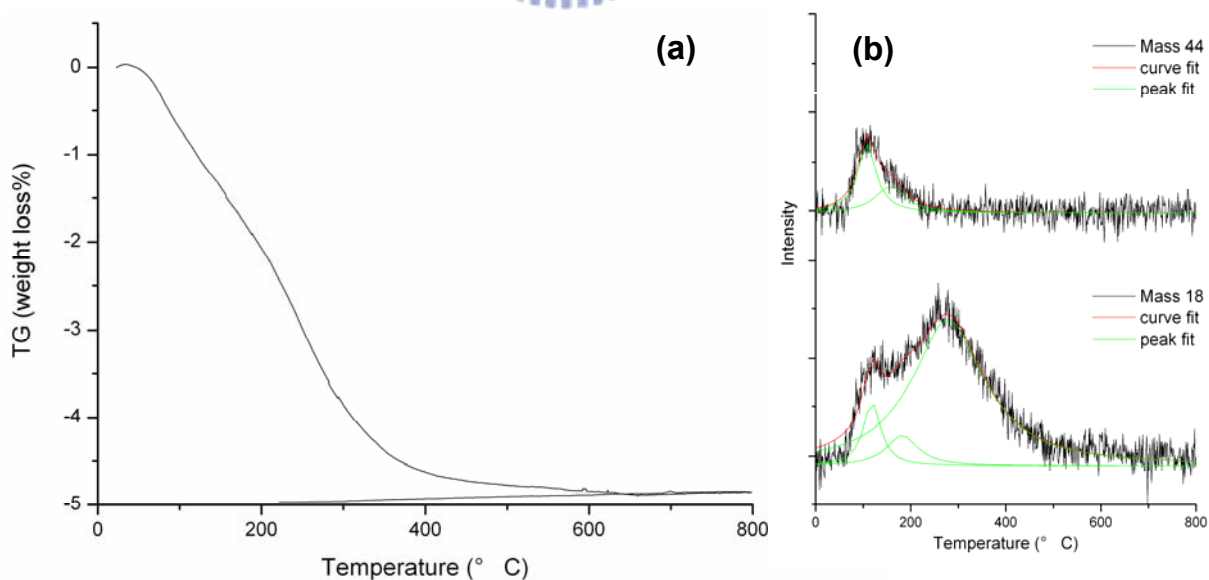 (a)
0
-1
-2
-3
-4
-5
TG (weight loss%)
0 200 400 600 800
Temperature (° C)
(b)
Mass 44
curve fit
peak fit
Intensity
Mass 18
curve fit
peak fit
0 200 400 600 800
Temperature (° C)